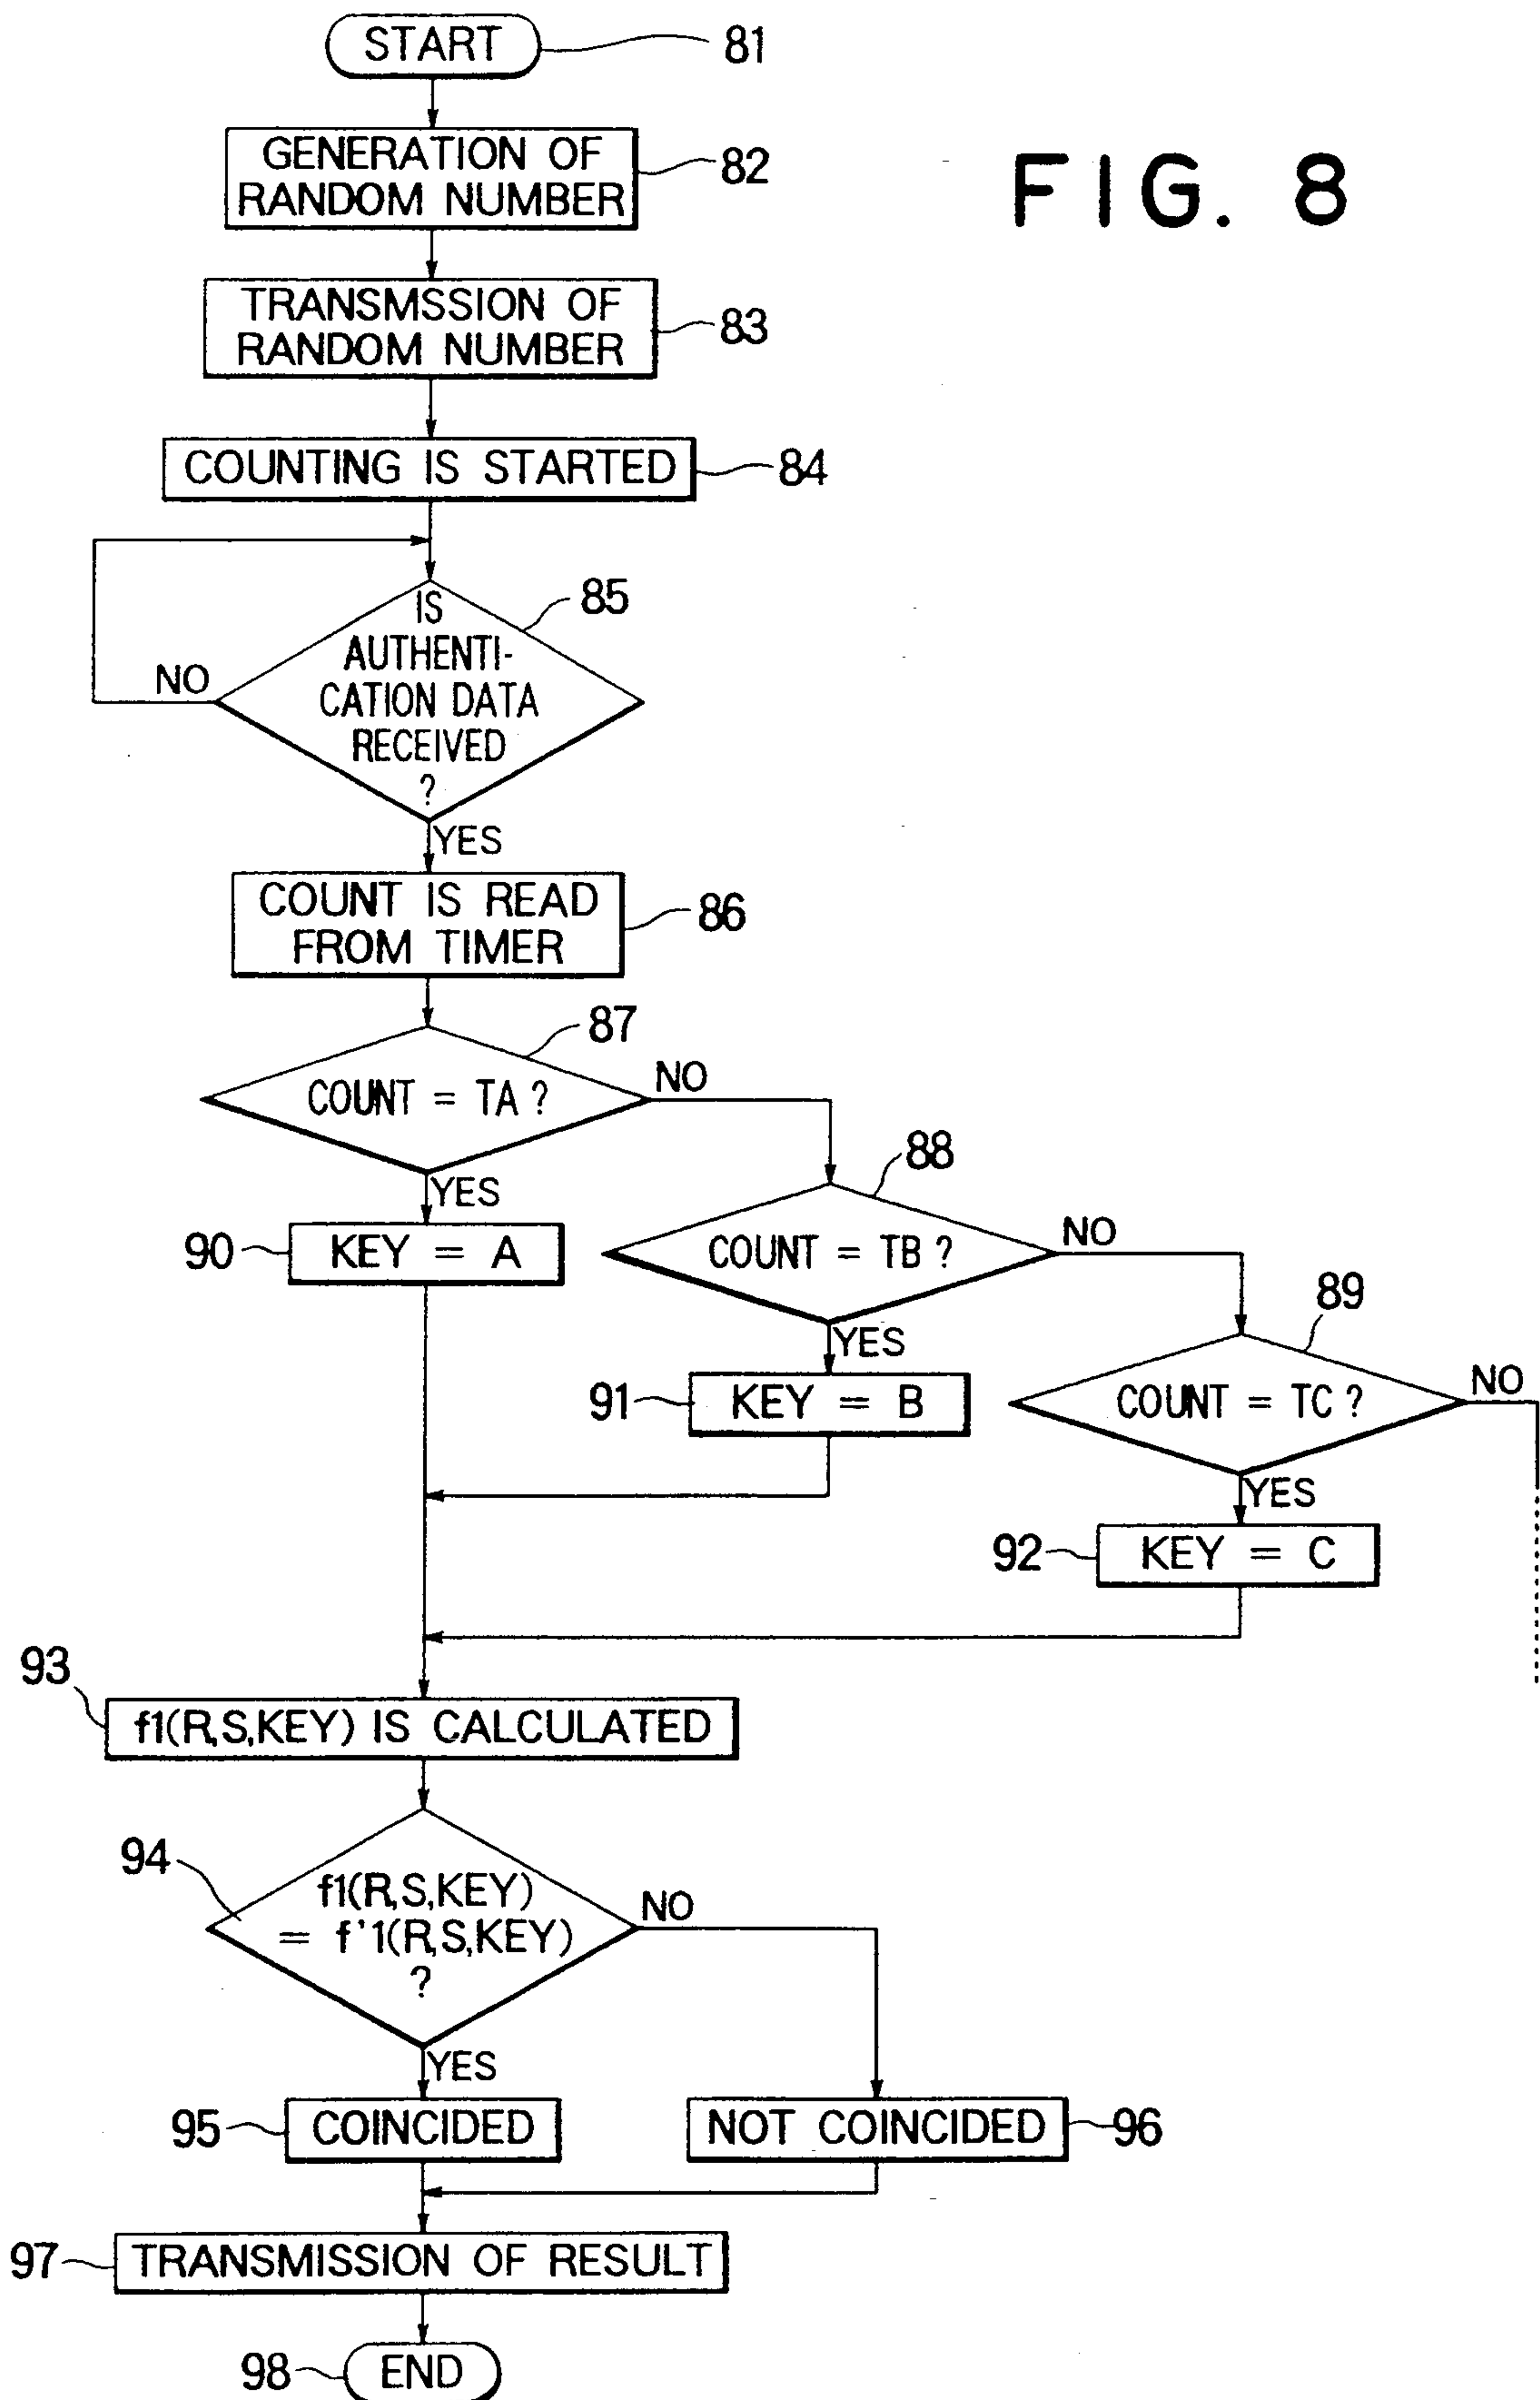 START
81
GENERATION OF
RANDOM NUMBER
82
FIG. 8
TRANSMSSION OF
RANDOM NUMBER
83
COUNTING IS STARTED
84
IS
AUTHENTI-
CATION DATA
RECEIVED
?
85
NO
YES
COUNT IS READ
FROM TIMER
86
87
COUNT = TA ?
NO
YES
88
90
KEY = A
COUNT = TB ?
NO
YES
89
91
KEY = B
COUNT = TC ?
NO
YES
92
KEY = C
93
f1(R,S,KEY) IS CALCULATED
94
f1(R,S,KEY)
= f'1(R,S,KEY)
?
NO
YES
95
COINCIDED
NOT COINCIDED
96
97
TRANSMISSION OF RESULT
98
END